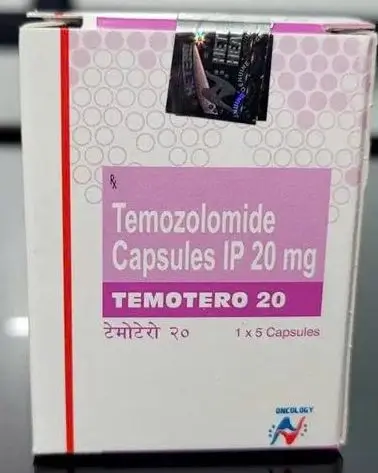 ℞
Temozolomide
Capsules IP 20 mg
TEMOTERO 20
टेमोटेरो २०
1 x 5 Capsules
ONCOLOGY